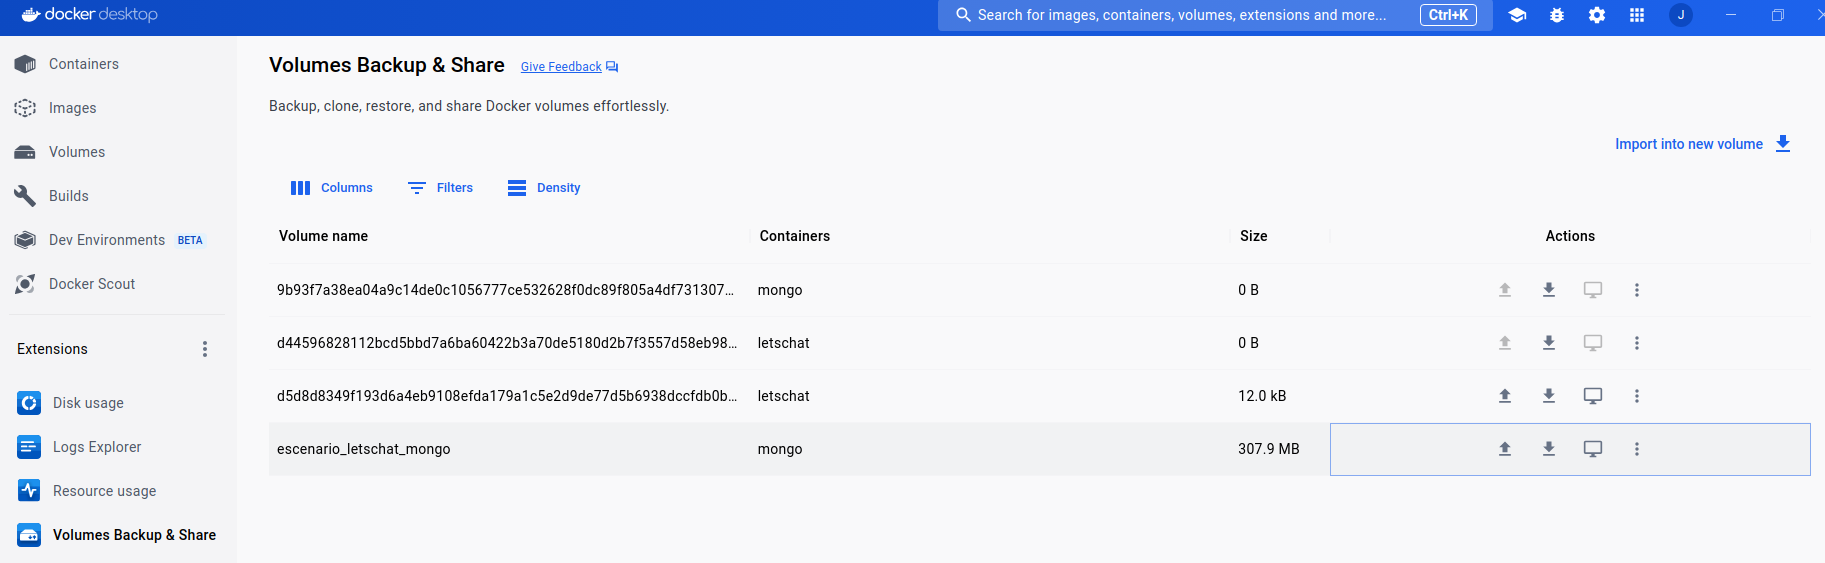 docker desktop
Search for images, containers, volumes, extensions and more...
Ctrl+K
J
Containers
Images
Volumes
Builds
Dev Environments BETA
Docker Scout
Extensions
Disk usage
Logs Explorer
Resource usage
Volumes Backup & Share
Volumes Backup & Share Give Feedback
Backup, clone, restore, and share Docker volumes effortlessly.
Import into new volume
Columns Filters Density
Volume name Containers Size Actions
9b93f7a38ea04a9c14de0c1056777ce532628f0dc89f805a4df731307... mongo 0 B
d44596828112bcd5bbd7a6ba60422b3a70de5180d2b7f3557d58eb98... letschat 0 B
d5d8d8349f193d6a4eb9108efda179a1c5e2d9de77d5b6938dccfdb0b... letschat 12.0 kB
escenario_letschat_mongo mongo 307.9 MB